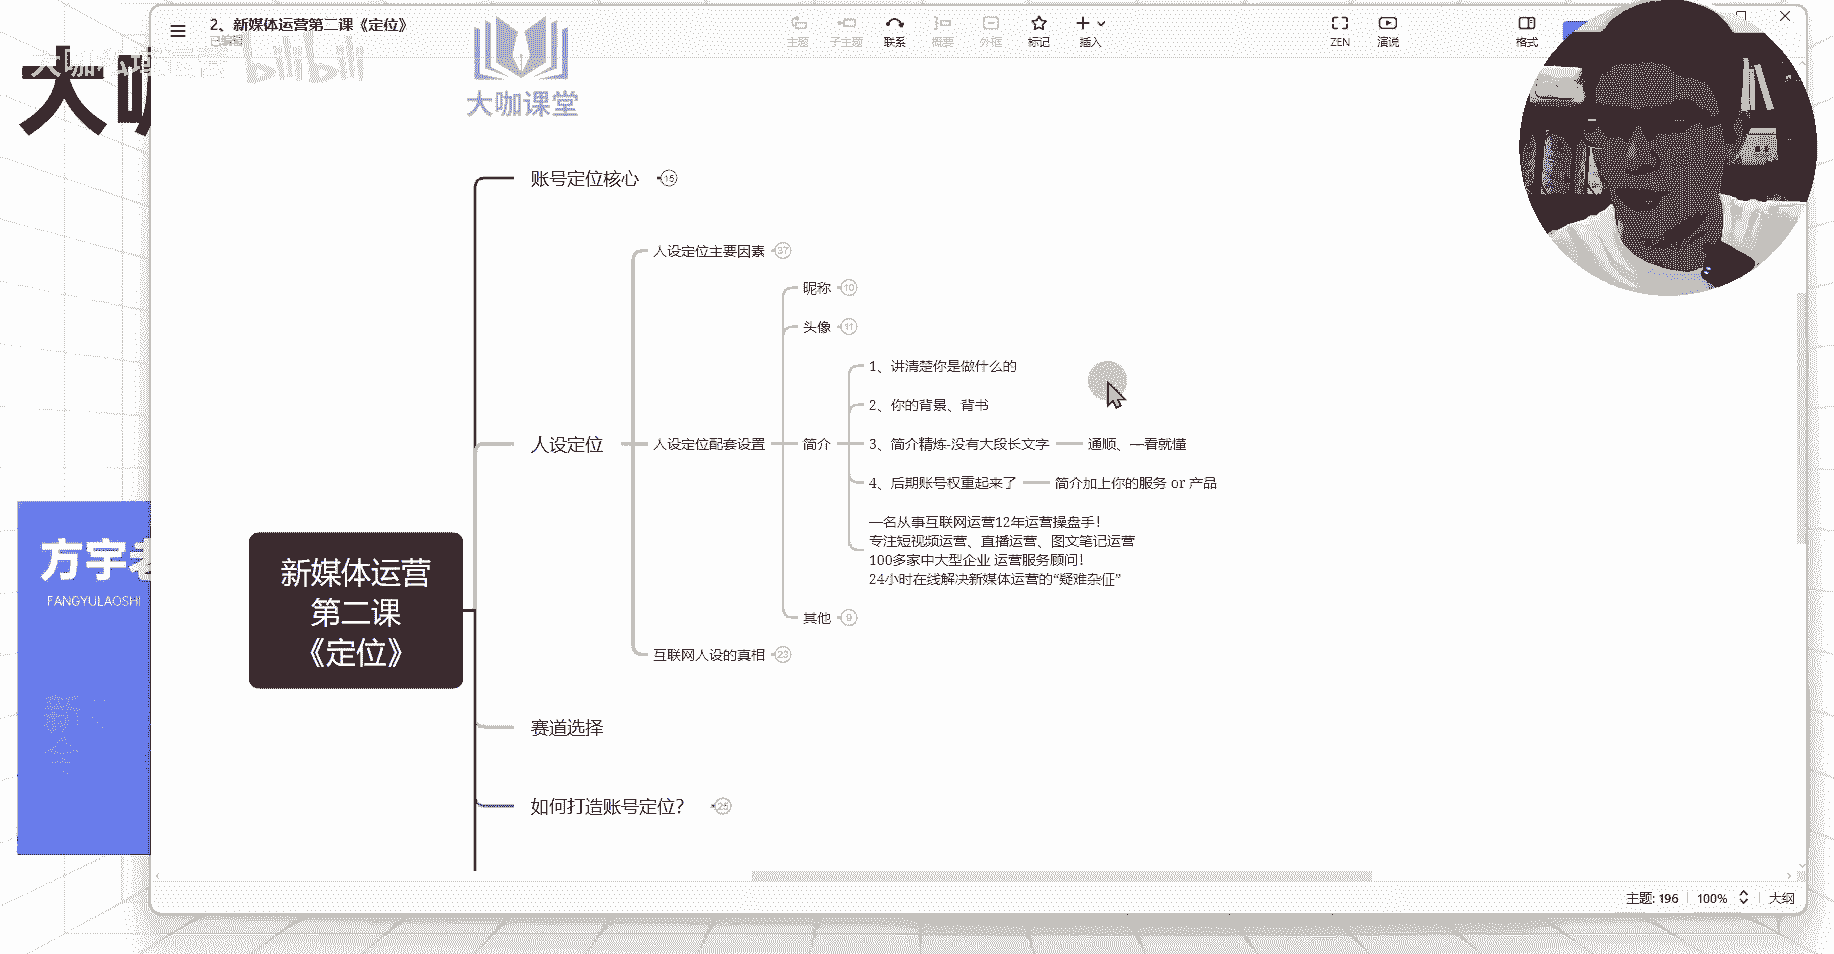 2、新媒体运营第二课《定位》
已编辑
主题
子主题
联系
概要
外框
标记
插入
ZEN
演说
格式
大咖私域运营
bilibili
大咖
大咖课堂
账号定位核心
15
人设定位主要因素
37
昵称
10
头像
11
1、讲清楚你是做什么的
2、你的背景、背书
人设定位
人设定位配套设置
简介
3、简介精炼-没有大段长文字
通顺、一看就懂
4、后期账号权重起来了
简介加上你的服务 or 产品
一名从事互联网运营12年运营操盘手！
专注短视频运营、直播运营、图文笔记运营
100多家中大型企业 运营服务顾问！
24小时在线解决新媒体运营的“疑难杂征”
其他
9
互联网人设的真相
23
新媒体运营
第二课
《定位》
方宇老
FANGYULAOSHI
赛道选择
如何打造账号定位？
25
主题: 196
100%
大纲